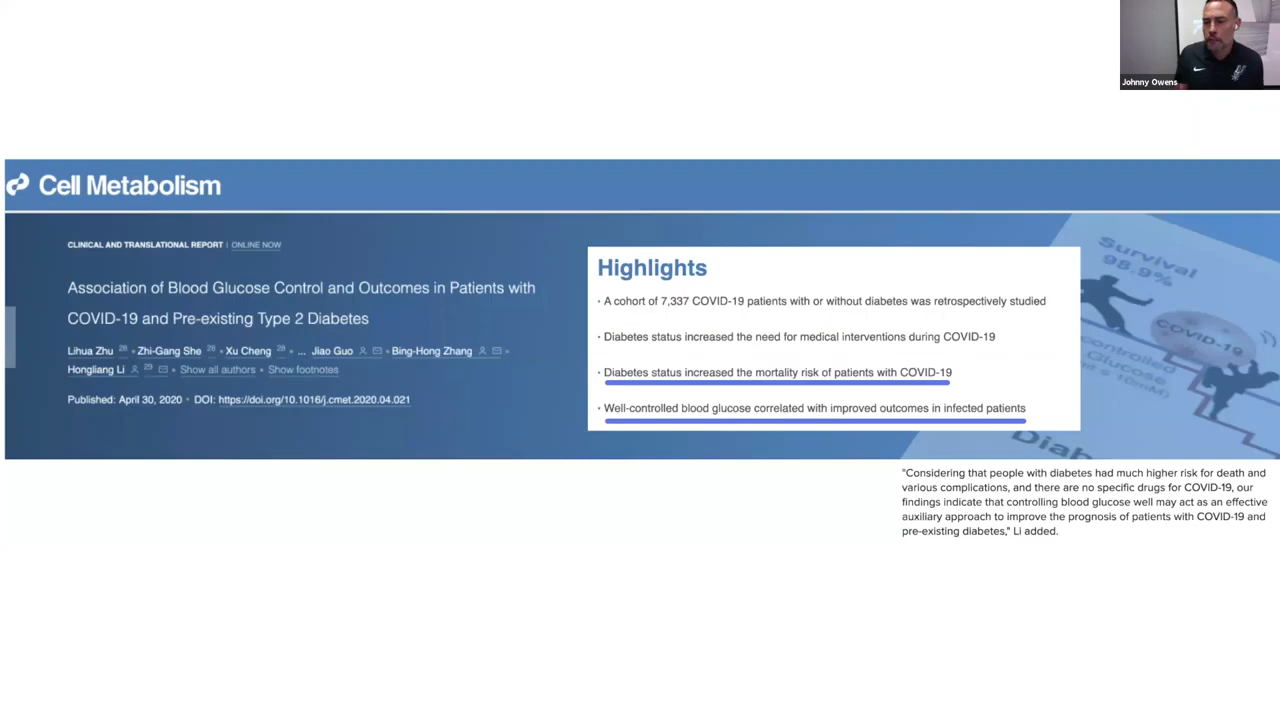 Johnny Owens
Cell Metabolism
CLINICAL AND TRANSLATIONAL REPORT | ONLINE NOW
Association of Blood Glucose Control and Outcomes in Patients with
COVID-19 and Pre-existing Type 2 Diabetes
Lihua Zhu 28 • Zhi-Gang She 28 • Xu Cheng 28 • ... Jiao Guo • Bing-Hong Zhang •
Hongliang Li 29 • Show all authors • Show footnotes
Published: April 30, 2020 • DOI: https://doi.org/10.1016/j.cmet.2020.04.021
Highlights
• A cohort of 7,337 COVID-19 patients with or without diabetes was retrospectively studied
• Diabetes status increased the need for medical interventions during COVID-19
• Diabetes status increased the mortality risk of patients with COVID-19
• Well-controlled blood glucose correlated with improved outcomes in infected patients
Survival
98.9%
COVID-19
Glucose
"Considering that people with diabetes had much higher risk for death and
various complications, and there are no specific drugs for COVID-19, our
findings indicate that controlling blood glucose well may act as an effective
auxiliary approach to improve the prognosis of patients with COVID-19 and
pre-existing diabetes," Li added.